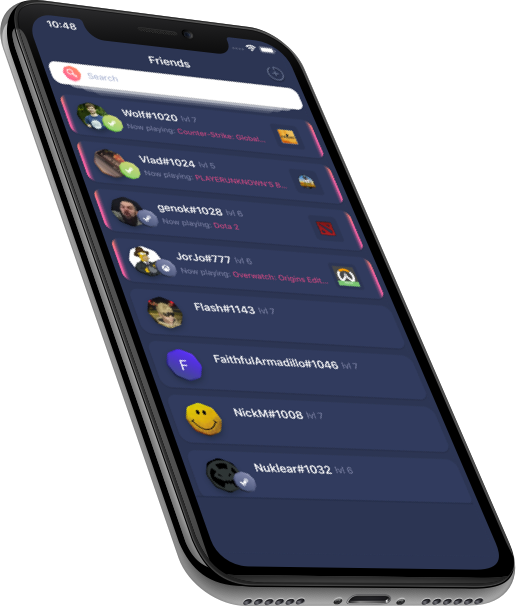 10:48
Friends
Search
Wolf#1020 lvl 7
Now playing: Counter-Strike: Global...
Vlad#1024 lvl 5
Now playing: PLAYERUNKNOWN'S B...
genok#1028 lvl 6
Now playing: Dota 2
JorJo#777 lvl 6
Now playing: Overwatch: Origins Edit...
Flash#1143 lvl 7
F
FaithfulArmadillo#1046 lvl 7
NickM#1008 lvl 7
Nuklear#1032 lvl 6